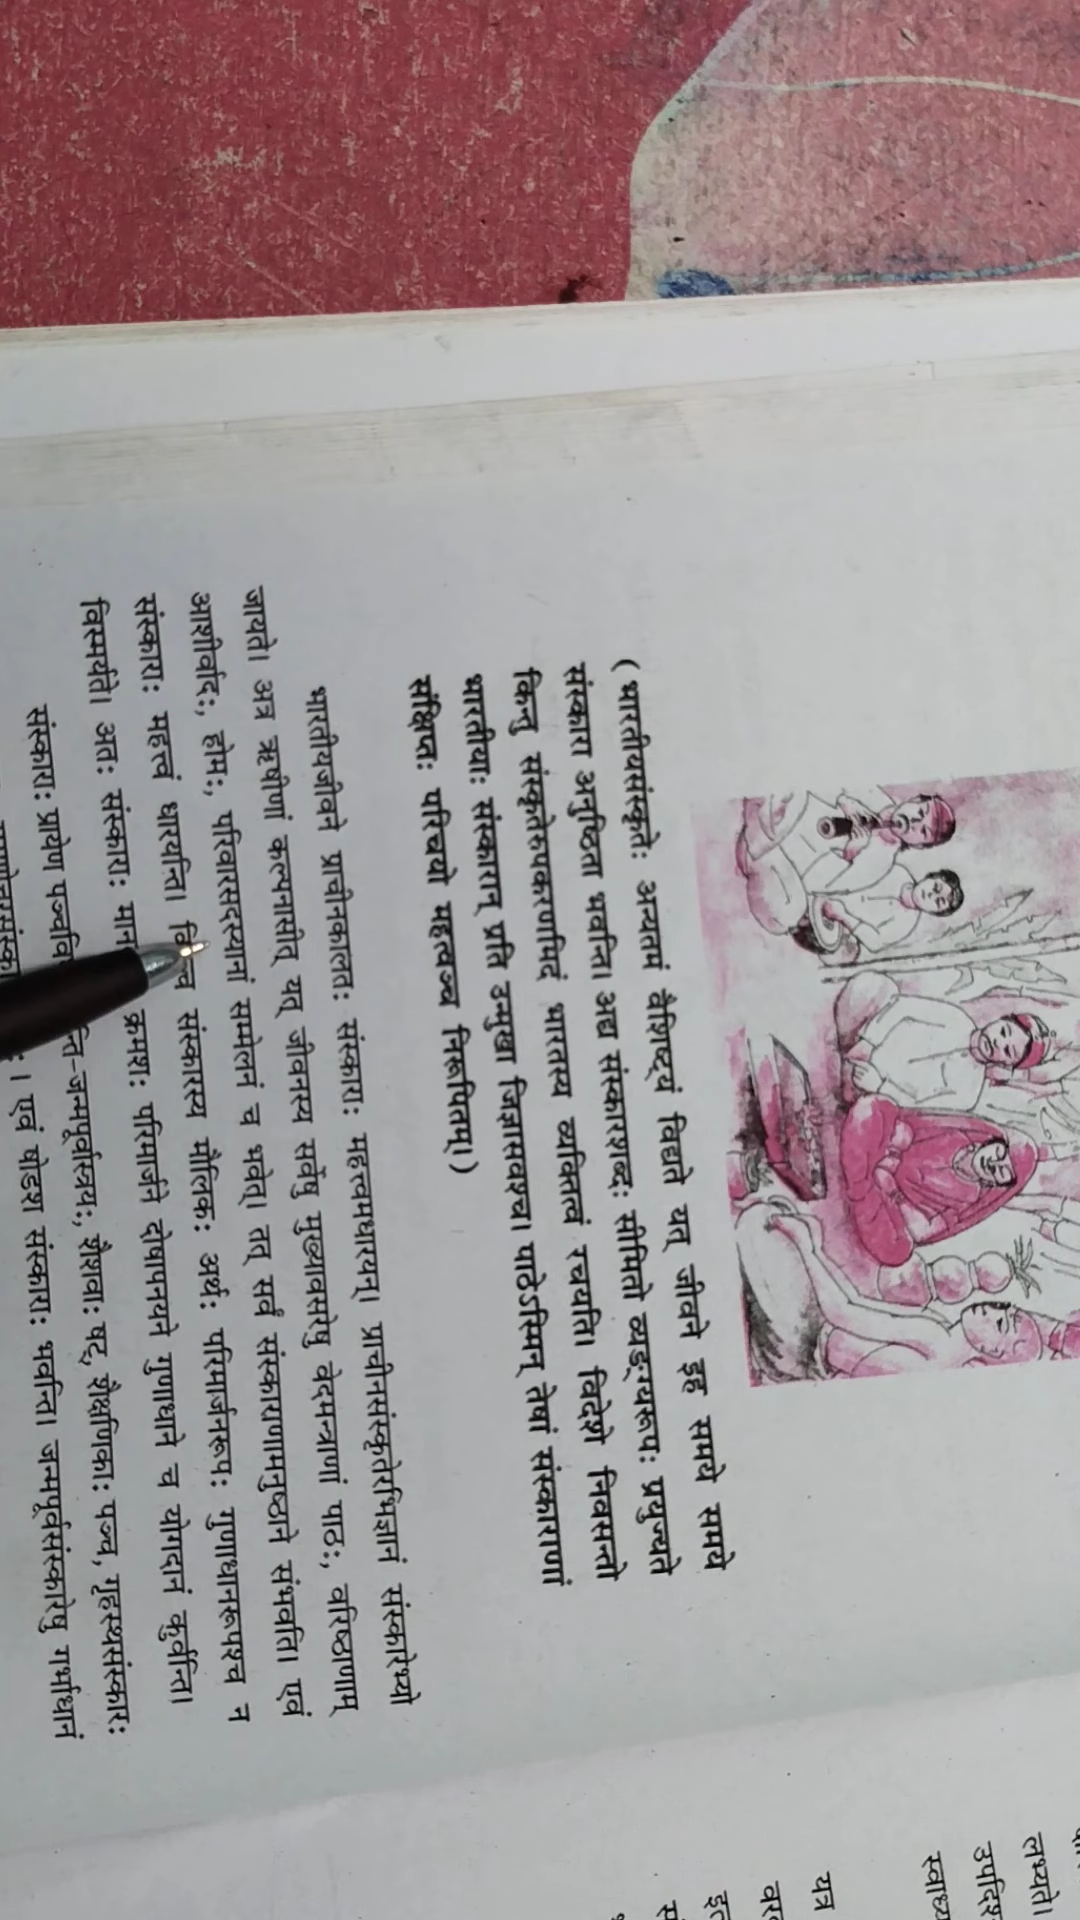 (भारतीयसंस्कृतेः अन्यतमं वैशिष्ट्यं विद्यते यत् जीवने इह समये समये
संस्कारा अनुष्ठिता भवन्ति। अद्य संस्कारशब्दः सीमितो व्यङ्ग्यरूपः प्रयुज्यते
किन्तु संस्कृतेरुपकरणमिदं भारतस्य व्यक्तित्वं रचयति। विदेशे निवसन्तो
भारतीयाः संस्कारान् प्रति उन्मुखा जिज्ञासवश्च। पाठेऽस्मिन् तेषां संस्काराणां
संक्षिप्तः परिचयो महत्त्वञ्च निरूपितम्।)
भारतीयजीवने प्राचीनकालतः संस्काराः महत्त्वमधारयन्। प्राचीनसंस्कृतेरभिज्ञानं संस्कारेभ्यो
जायते। अत्र ऋषीणां कल्पनासीत् यत् जीवनस्य सर्वेषु मुख्यावसरेषु वेदमन्त्राणां पाठः, वरिष्ठानाम्
आशीर्वादः, होमः, परिवारसदस्यानां सम्मेलनं च भवेत्। तत् सर्वं संस्काराणामनुष्ठाने संभवति। एवं
संस्काराः महत्त्वं धारयन्ति। किञ्च संस्कारस्य मौलिकः अर्थः परिमार्जनरूपः गुणाधानरूपश्च न
विस्मर्यते। अतः संस्काराः क्रमशः परिमार्जने दोषापनयने गुणाधाने च योगदानं कुर्वन्ति।
संस्काराः प्रायेण जन्मपूर्वास्त्रयः, शैशवाः षट्, शैक्षणिकाः पञ्च, गृहस्थसंस्कारः
। एवं षोडश संस्काराः भवन्ति। जन्मपूर्वसंस्कारेषु गर्भाधानं
लभ्यते।
यत्र